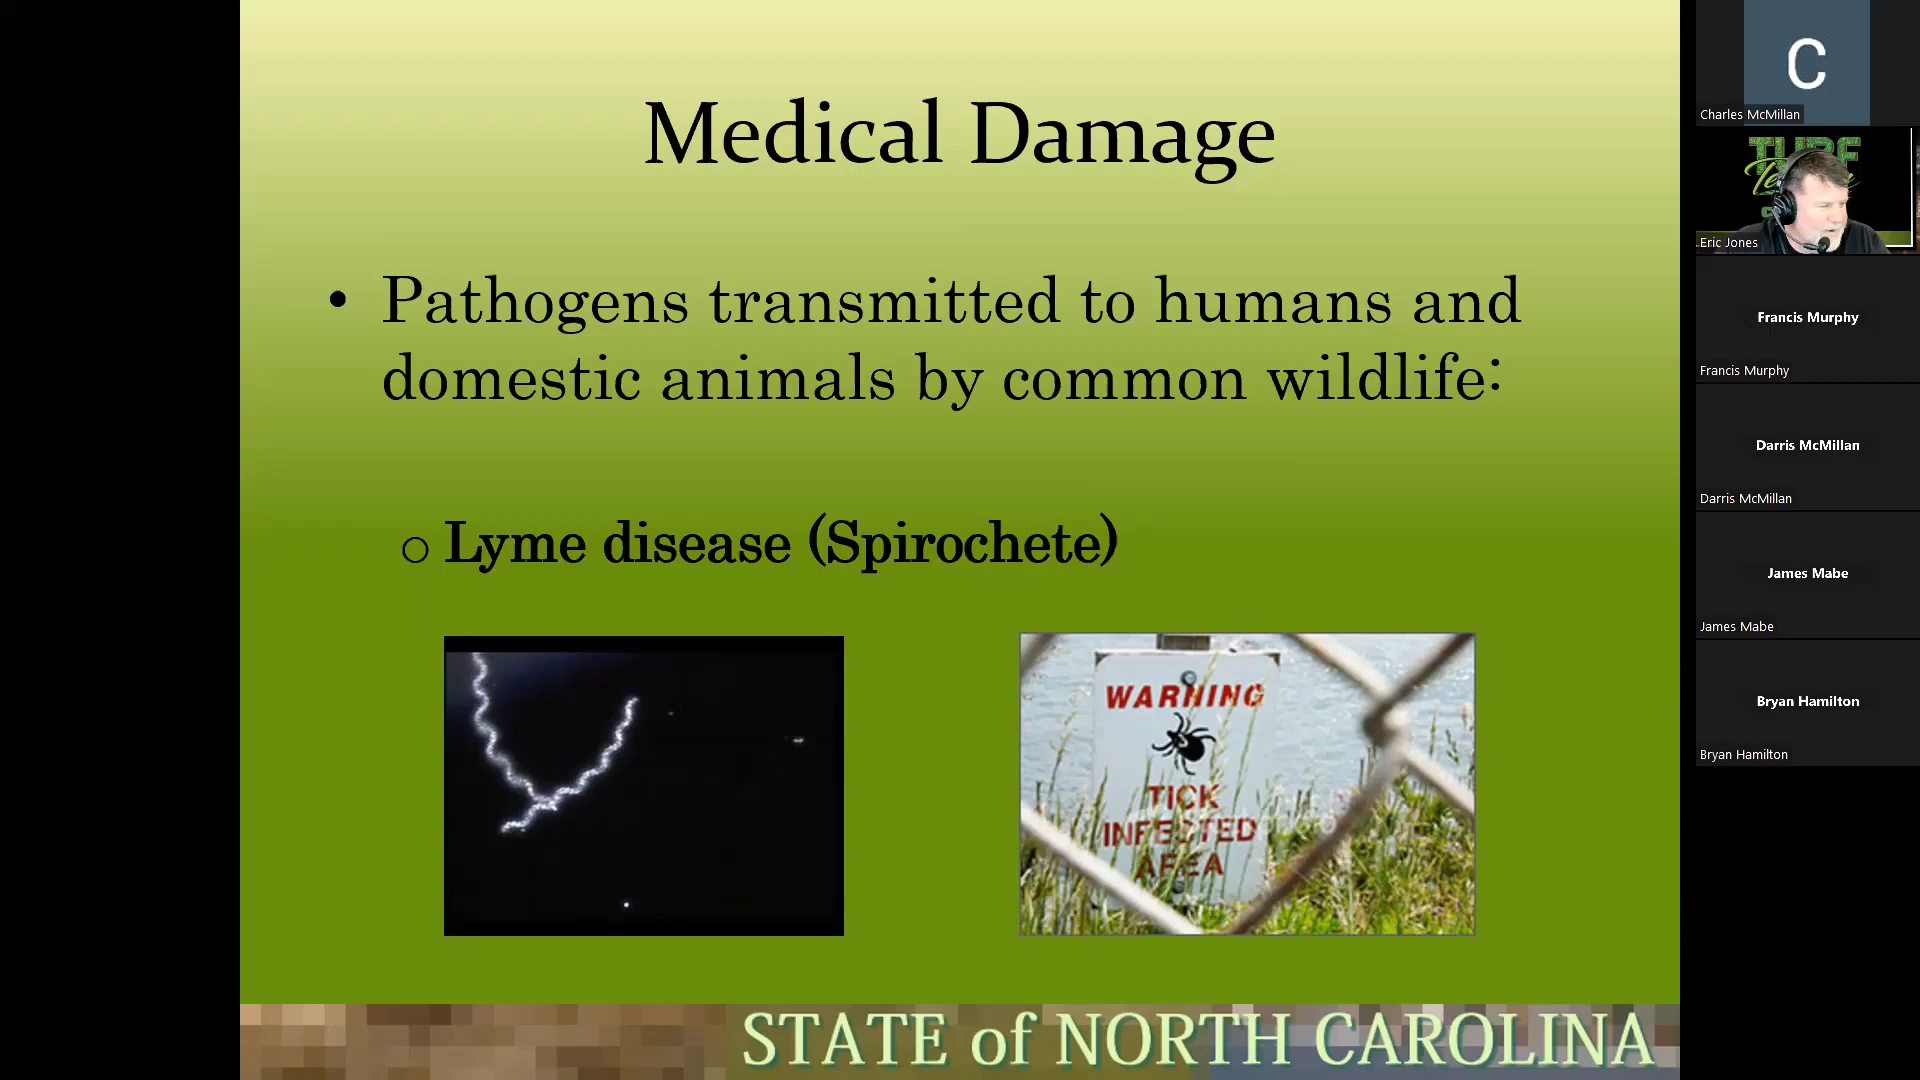 Medical Damage
• Pathogens transmitted to humans and
domestic animals by common wildlife:
o Lyme disease (Spirochete)
WARNING
TICK
INFESTED
AREA
STATE of NORTH CAROLINA
C
Charles McMillan
TURF
Eric Jones
Francis Murphy
Francis Murphy
Darris McMillan
Darris McMillan
James Mabe
James Mabe
Bryan Hamilton
Bryan Hamilton